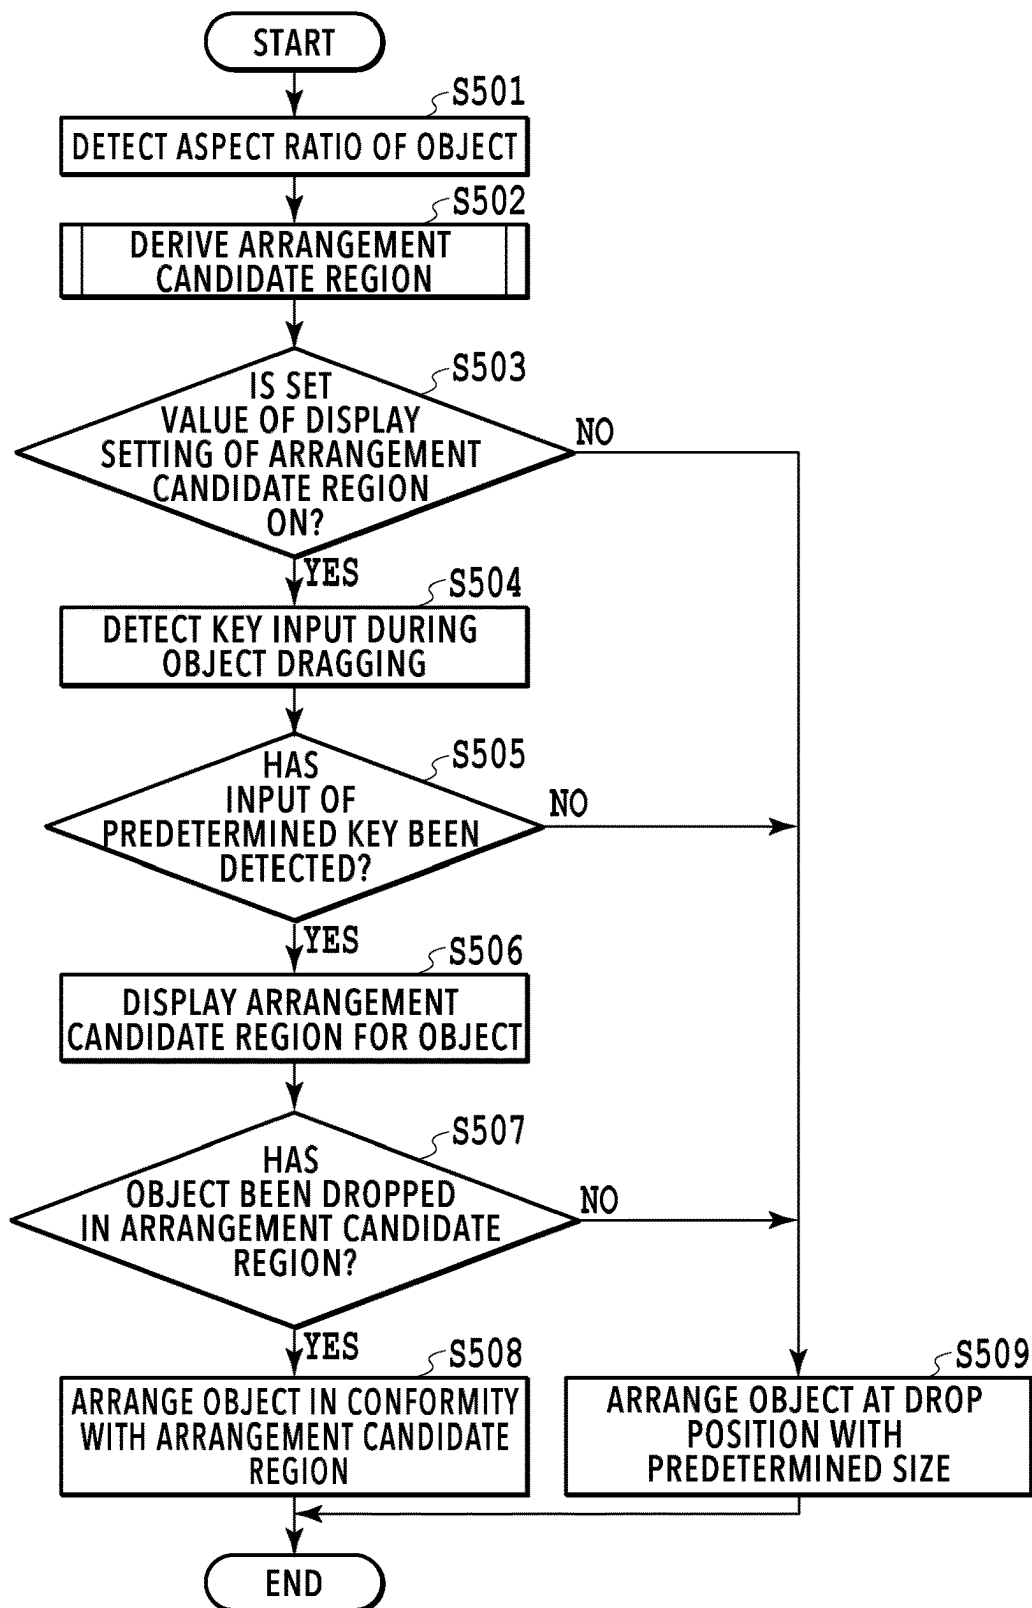 START
S501
DETECT ASPECT RATIO OF OBJECT
S502
DERIVE ARRANGEMENT
CANDIDATE REGION
S503
IS SET
VALUE OF DISPLAY
SETTING OF ARRANGEMENT
CANDIDATE REGION
ON?
NO
YES
S504
DETECT KEY INPUT DURING
OBJECT DRAGGING
S505
HAS
INPUT OF
PREDETERMINED KEY BEEN
DETECTED?
NO
YES
S506
DISPLAY ARRANGEMENT
CANDIDATE REGION FOR OBJECT
S507
HAS
OBJECT BEEN DROPPED
IN ARRANGEMENT CANDIDATE
REGION?
NO
YES
S508
ARRANGE OBJECT IN CONFORMITY
WITH ARRANGEMENT CANDIDATE
REGION
S509
ARRANGE OBJECT AT DROP
POSITION WITH
PREDETERMINED SIZE
END